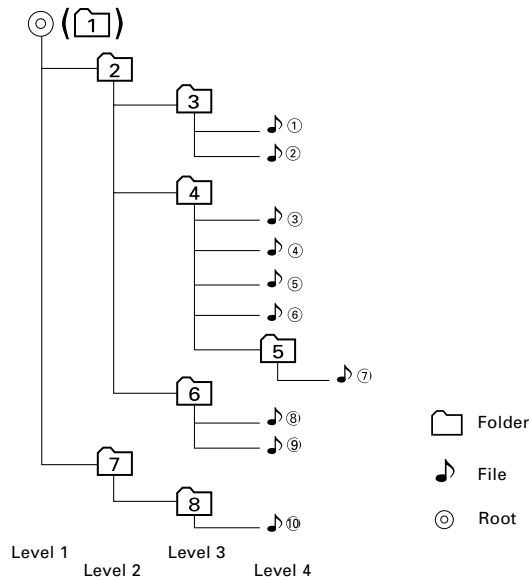 (1)
2
3
①
②
4
③
④
⑤
⑥
5
⑦
6
⑧
⑨
7
8
⑩
Folder
File
Root
Level 1
Level 2
Level 3
Level 4